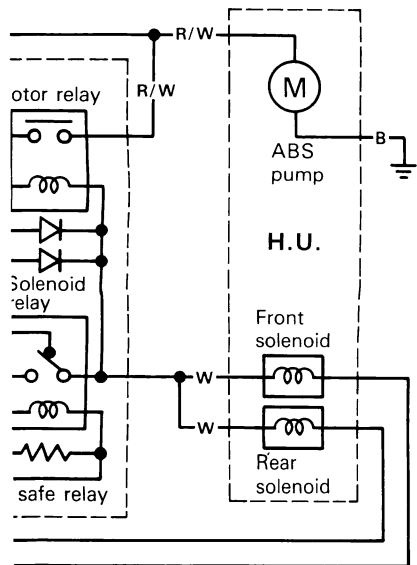 R/W
otor relay
R/W
M
B
ABS
pump
H.U.
Solenoid
relay
Front
solenoid
W
W
Rear
solenoid
safe relay